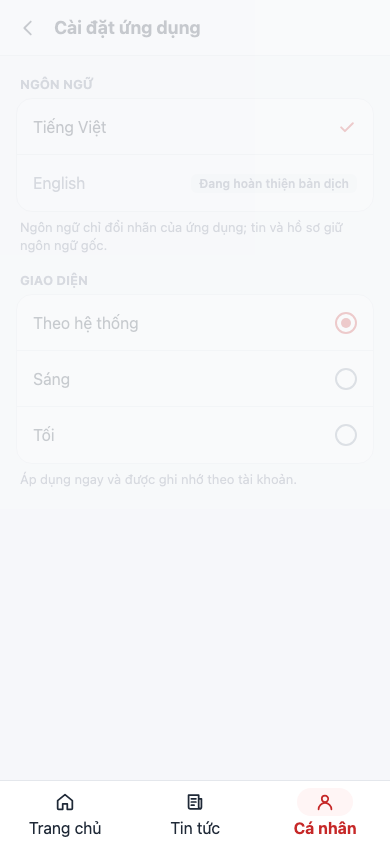 Cài đặt ứng dụng
NGÔN NGỮ
Tiếng Việt
English
Đang hoàn thiện bản dịch
Ngôn ngữ chỉ đổi nhãn của ứng dụng; tin và hồ sơ giữ
ngôn ngữ gốc.
GIAO DIỆN
Theo hệ thống
Sáng
Tối
Áp dụng ngay và được ghi nhớ theo tài khoản.
Trang chủ
Tin tức
Cá nhân